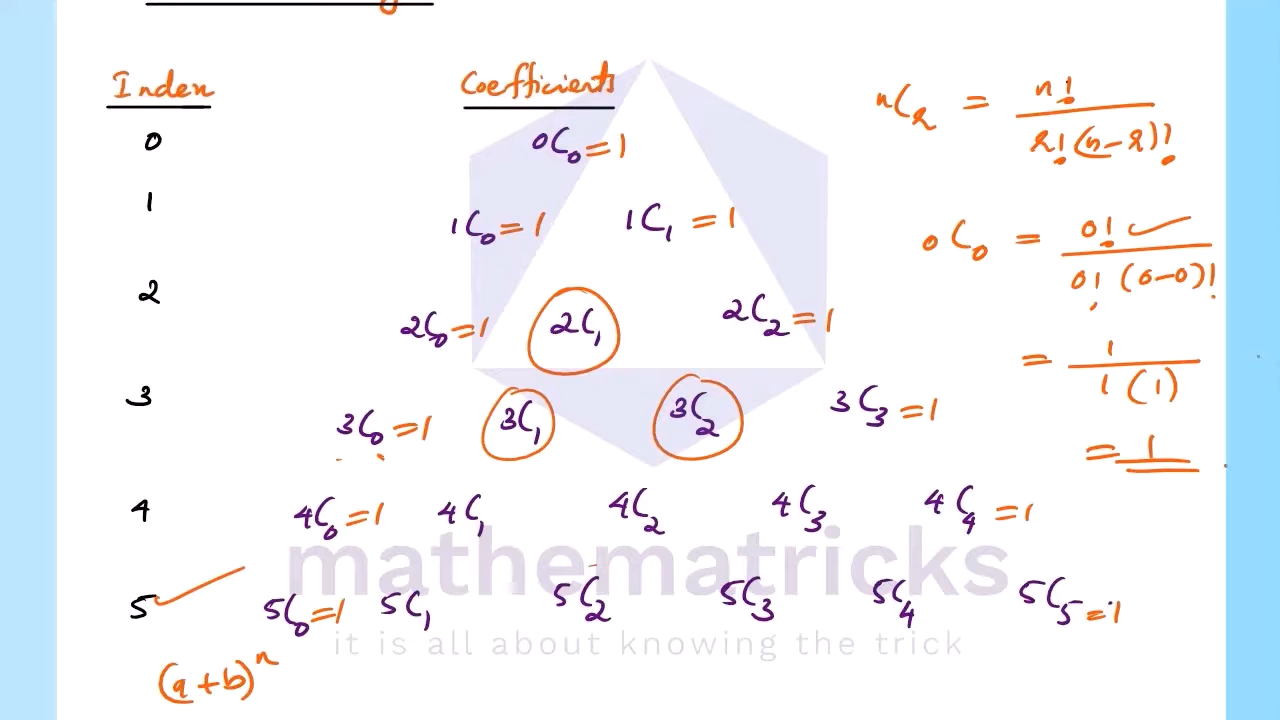 Index Coefficients
0 0C₀ = 1
1 1C₀ = 1 1C₁ = 1
2 2C₀ = 1 2C₁ 2C₂ = 1
3 3C₀ = 1 3C₁ 3C₂ 3C₃ = 1
4 4C₀ = 1 4C₁ 4C₂ 4C₃ 4C₄ = 1
5 ✓ 5C₀ = 1 5C₁ 5C₂ 5C₃ 5C₄ 5C₅ = 1
(a+b)ⁿ
nCr = n! / r!(n-r)!
0C₀ = 0! ✓ / 0! (0-0)!
= 1 / 1 (1)
= 1
mathematricks
it is all about knowing the trick